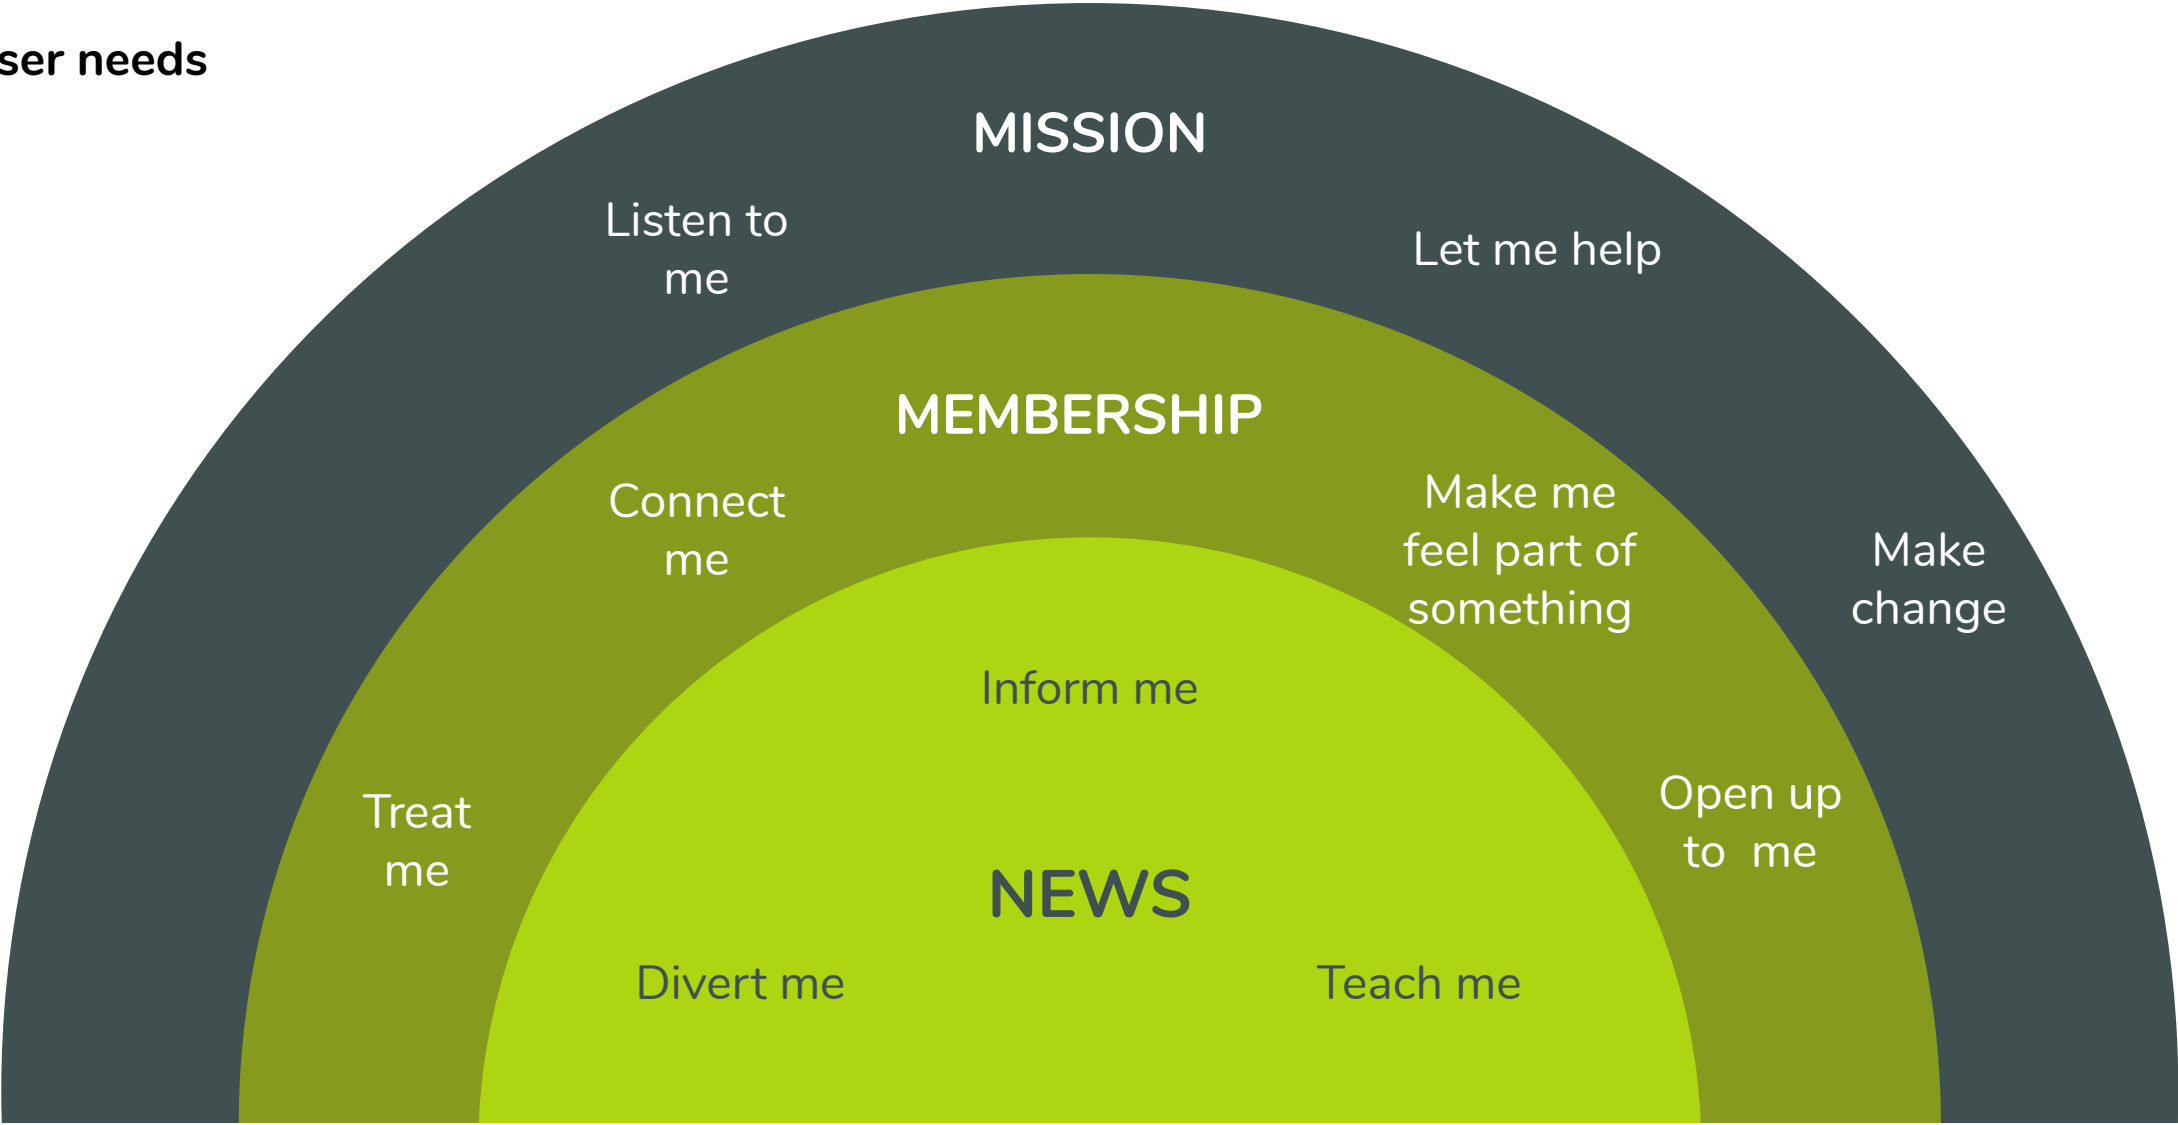 ser needs
MISSION
Listen to
me
Let me help
MEMBERSHIP
Connect
me
Make me
feel part of
something
Make
change
Inform me
Treat
me
Open up
to  me
NEWS
Divert me
Teach me